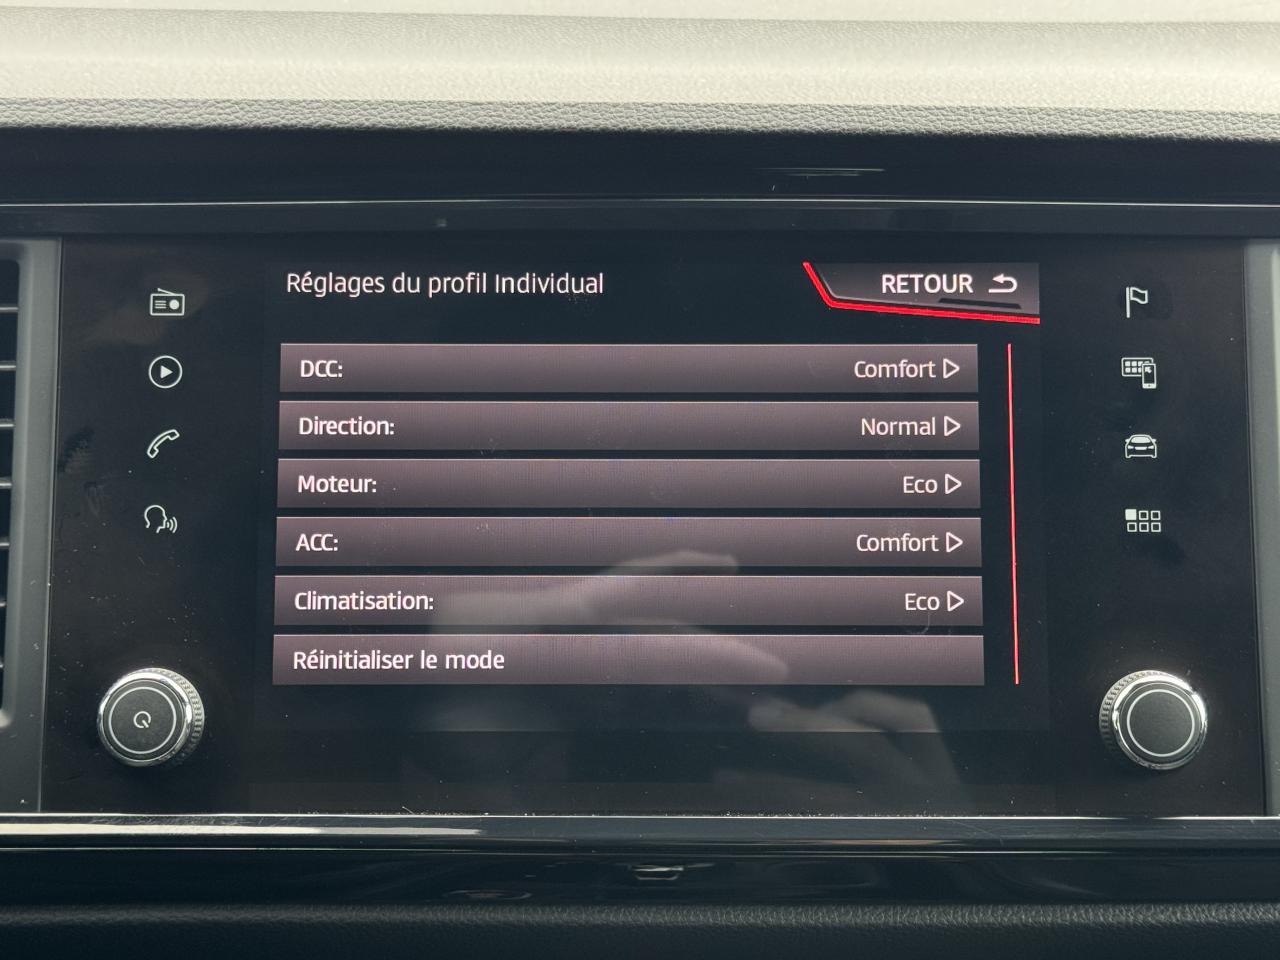 Réglages du profil Individual
RETOUR
DCC: Comfort
Direction: Normal
Moteur: Eco
ACC: Comfort
Climatisation: Eco
Réinitialiser le mode